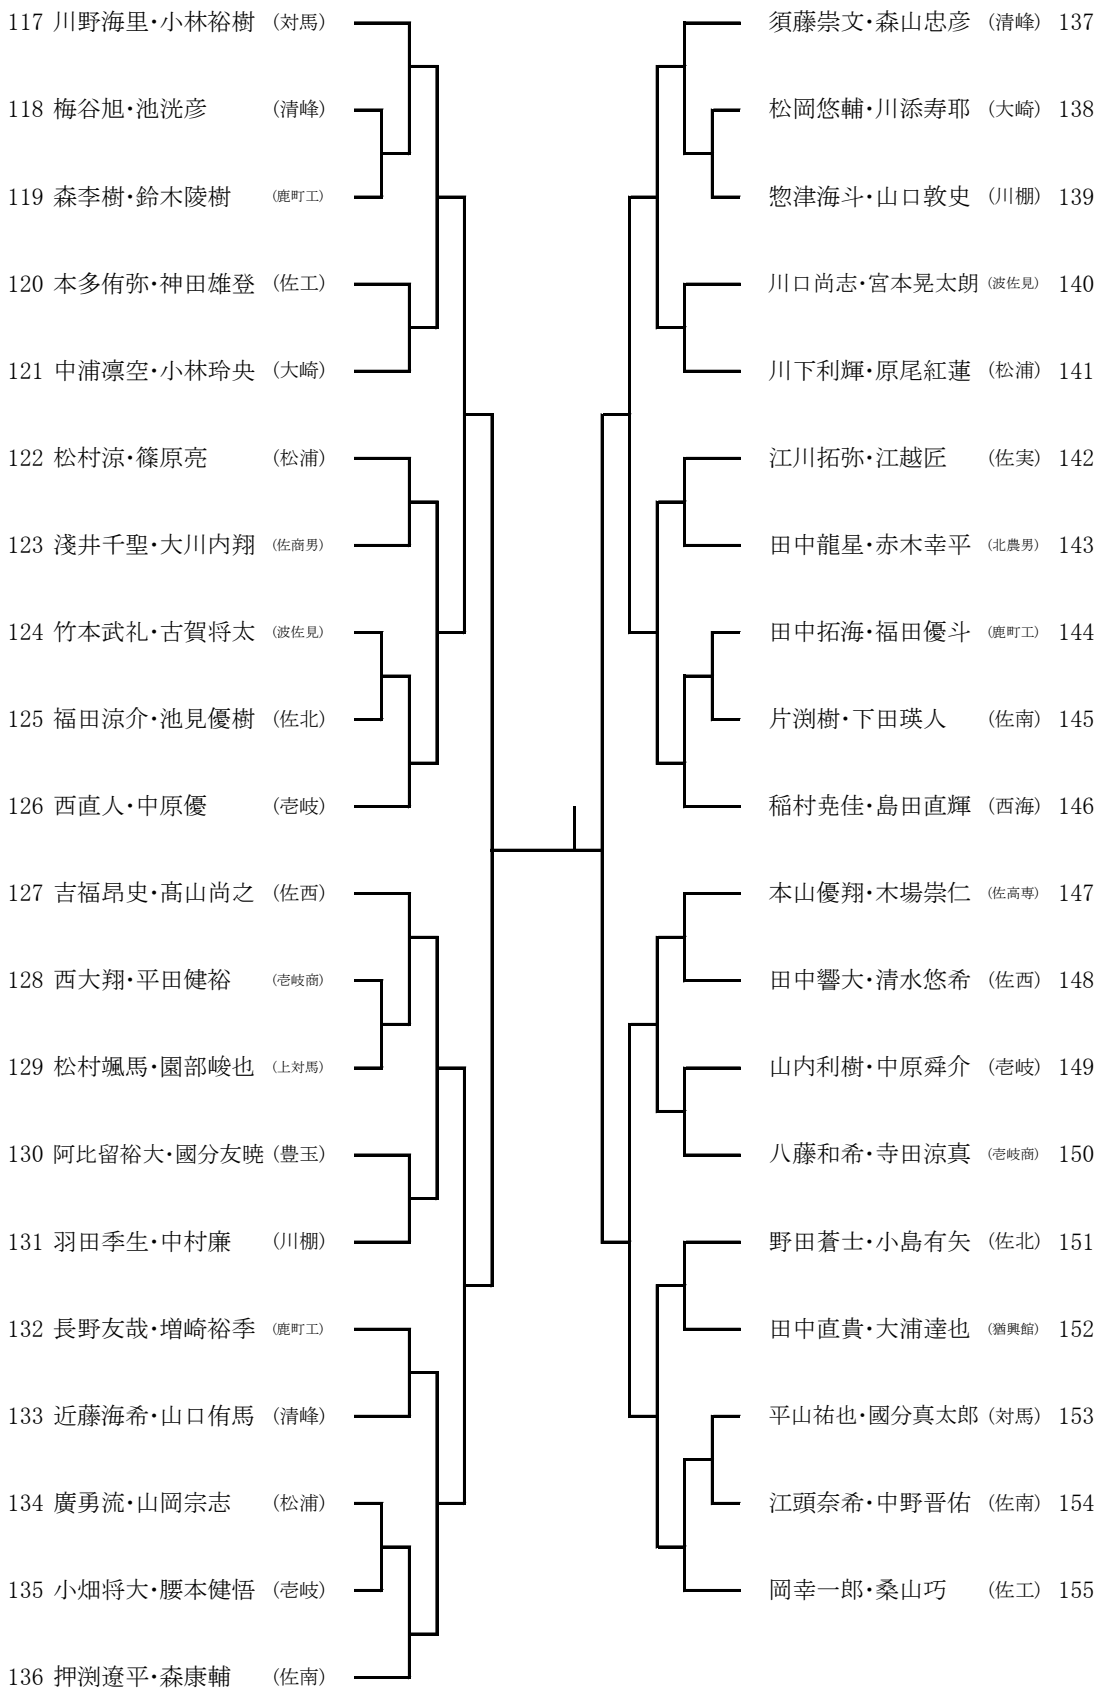 117 川野海里・小林裕樹 (対馬)
118 梅谷旭・池洸彦 (清峰)
119 森李樹・鈴木陵樹 (鹿町工)
120 本多侑弥・神田雄登 (佐工)
121 中浦凛空・小林玲央 (大崎)
122 松村涼・篠原亮 (松浦)
123 淺井千聖・大川内翔 (佐商男)
124 竹本武礼・古賀将太 (波佐見)
125 福田涼介・池見優樹 (佐北)
126 西直人・中原優 (壱岐)
127 吉福昂史・髙山尚之 (佐西)
128 西大翔・平田健裕 (壱岐商)
129 松村颯馬・園部峻也 (上対馬)
130 阿比留裕大・國分友暁 (豊玉)
131 羽田季生・中村廉 (川棚)
132 長野友哉・増崎裕季 (鹿町工)
133 近藤海希・山口侑馬 (清峰)
134 廣勇流・山岡宗志 (松浦)
135 小畑将大・腰本健悟 (壱岐)
136 押渕遼平・森康輔 (佐南)
須藤崇文・森山忠彦 (清峰) 137
松岡悠輔・川添寿耶 (大崎) 138
惣津海斗・山口敦史 (川棚) 139
川口尚志・宮本晃太朗 (波佐見) 140
川下利輝・原尾紅蓮 (松浦) 141
江川拓弥・江越匠 (佐実) 142
田中龍星・赤木幸平 (北農男) 143
田中拓海・福田優斗 (鹿町工) 144
片渕樹・下田瑛人 (佐南) 145
稲村尭佳・島田直輝 (西海) 146
本山優翔・木場崇仁 (佐高専) 147
田中響大・清水悠希 (佐西) 148
山内利樹・中原舜介 (壱岐) 149
八藤和希・寺田涼真 (壱岐商) 150
野田蒼士・小島有矢 (佐北) 151
田中直貴・大浦達也 (猶興館) 152
平山祐也・國分真太郎 (対馬) 153
江頭奈希・中野晋佑 (佐南) 154
岡幸一郎・桑山巧 (佐工) 155